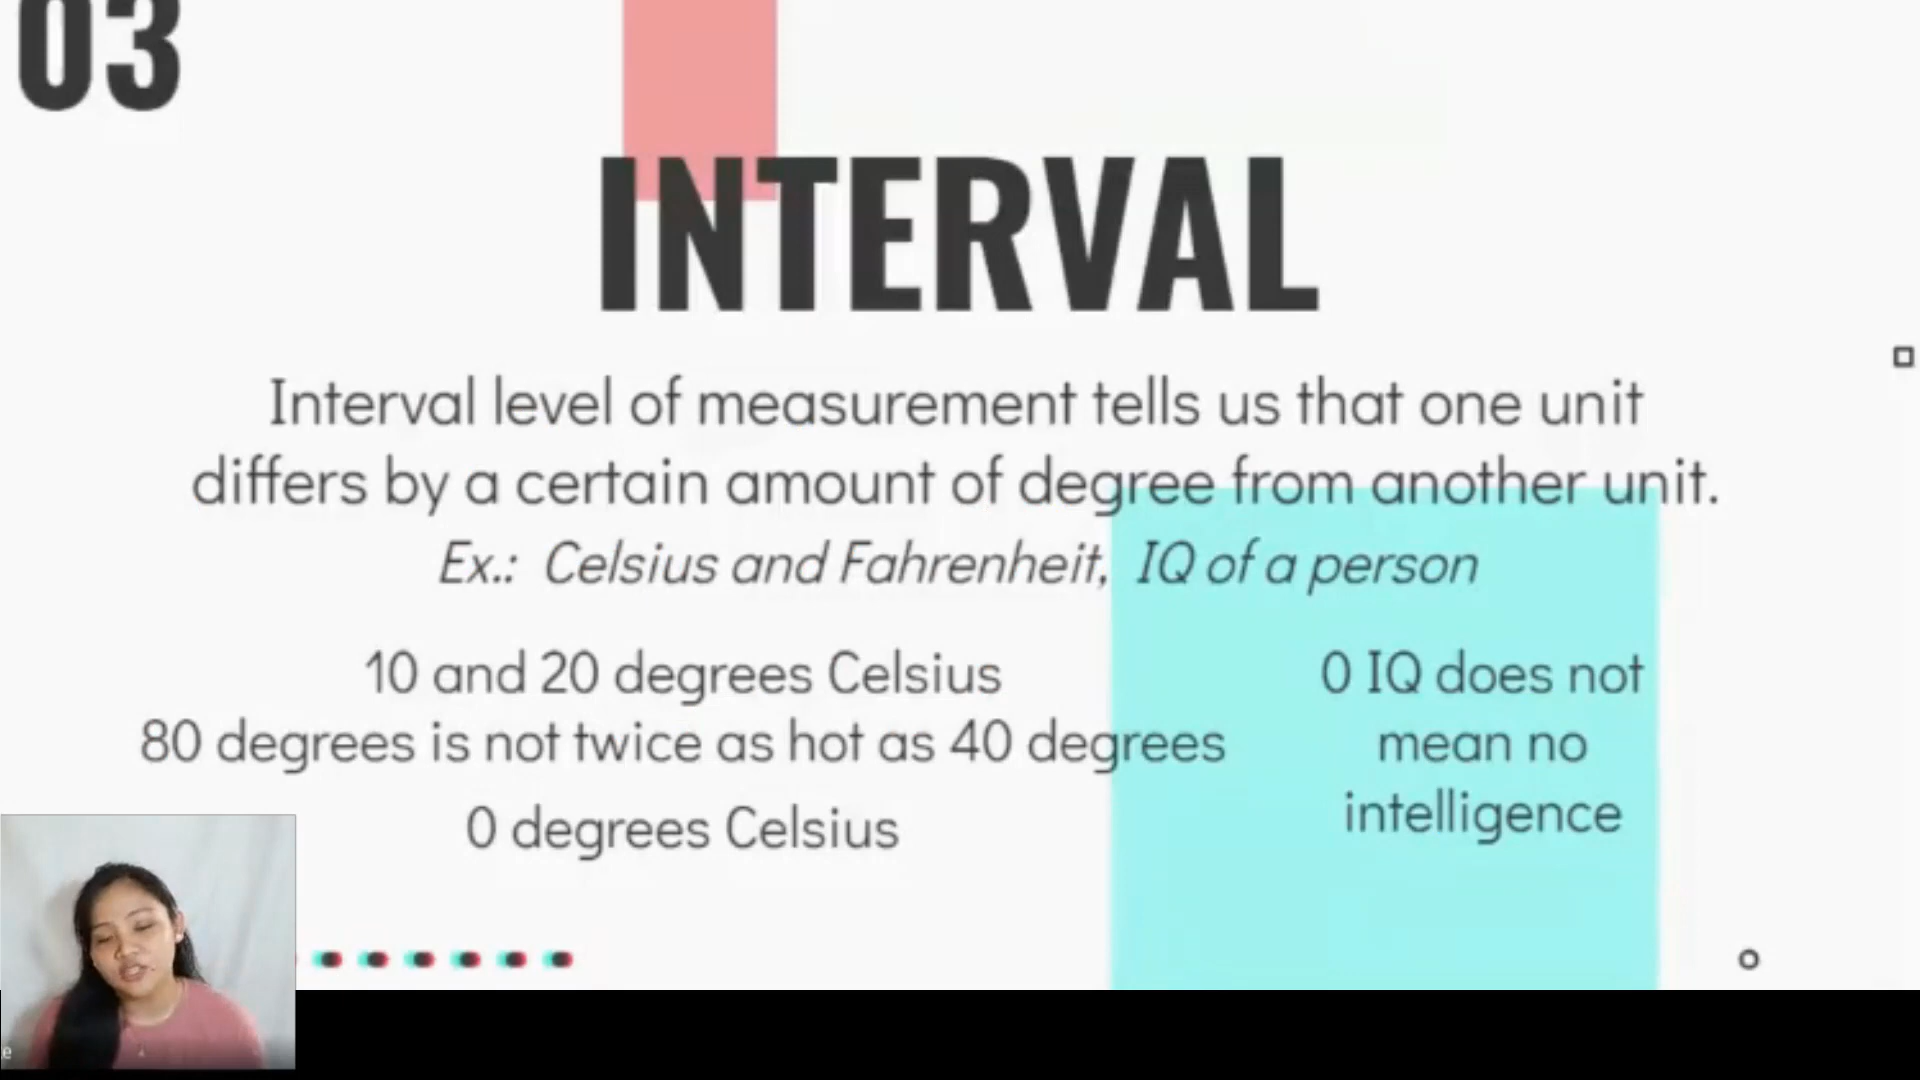 03
INTERVAL
Interval level of measurement tells us that one unit
differs by a certain amount of degree from another unit.
Ex.: Celsius and Fahrenheit, IQ of a person
10 and 20 degrees Celsius
80 degrees is not twice as hot as 40 degrees
0 degrees Celsius
0 IQ does not
mean no
intelligence